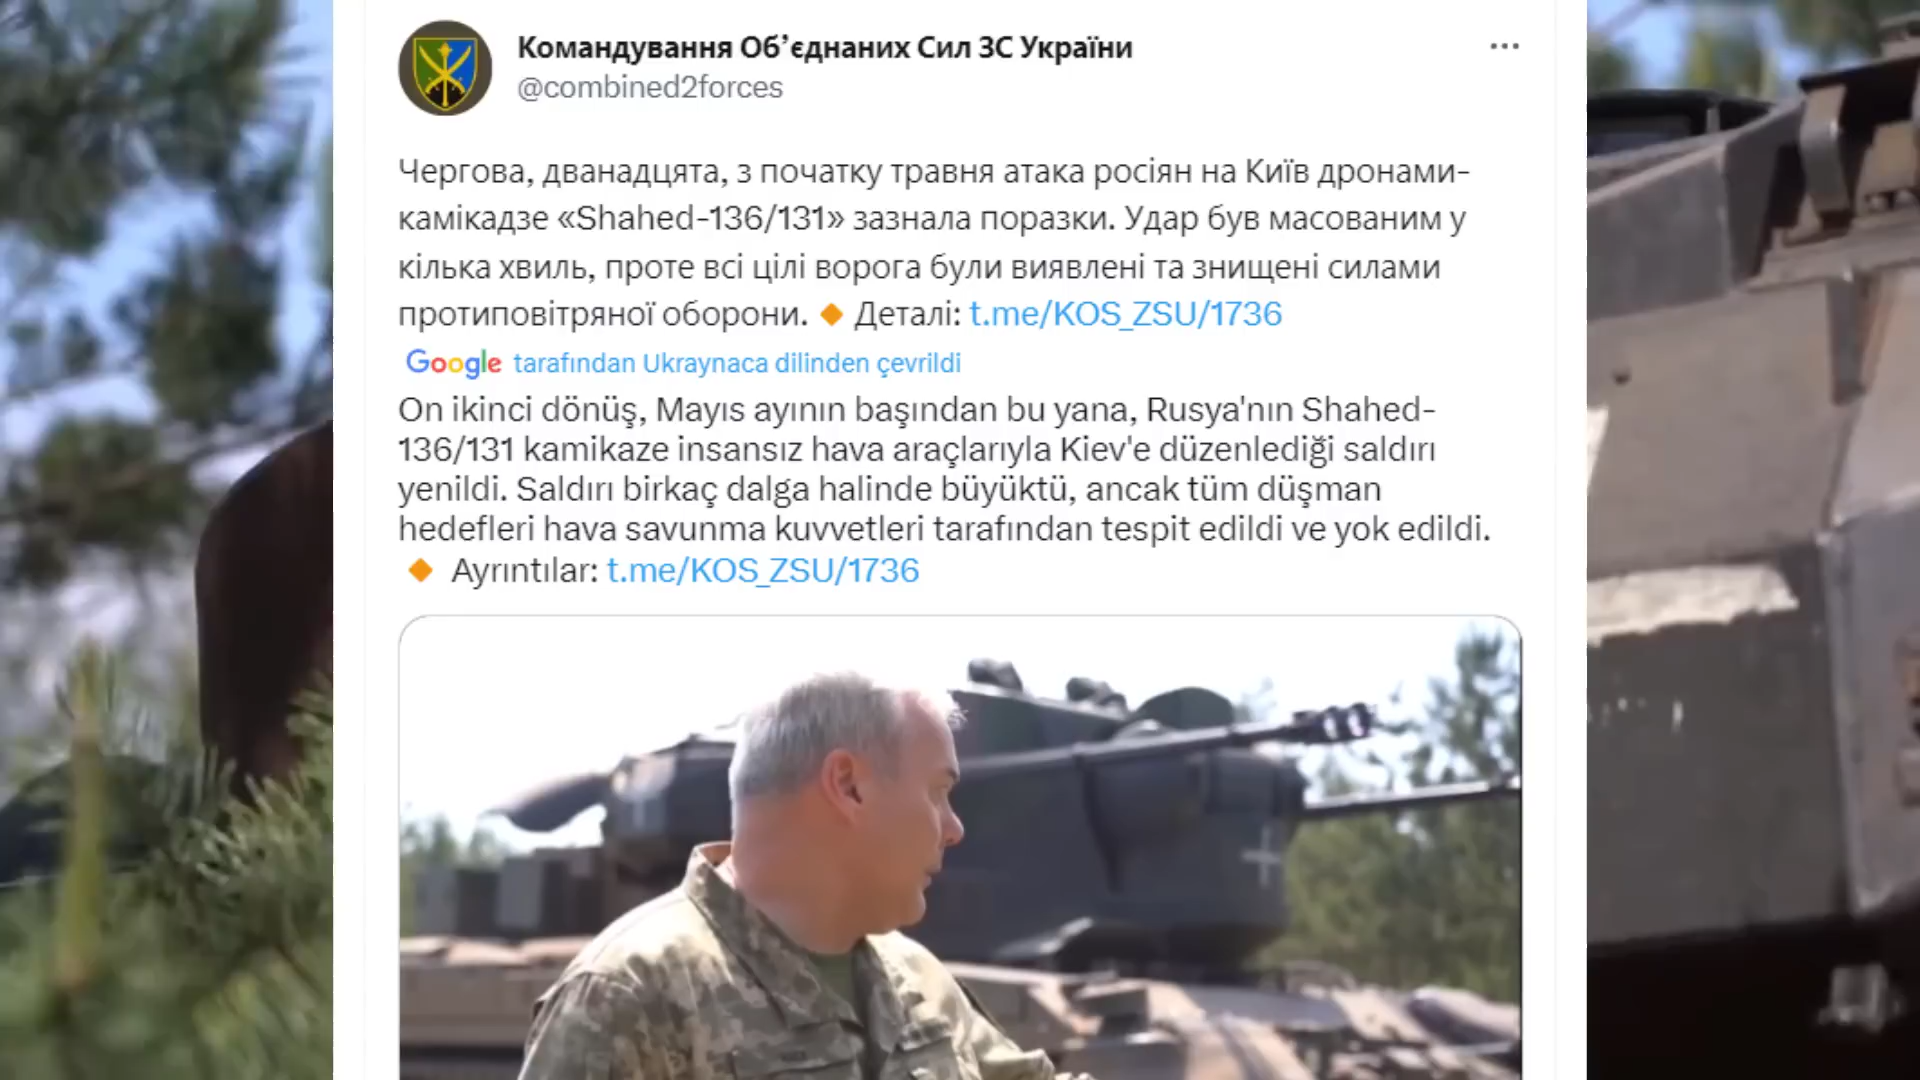 Командування Об’єднаних Сил ЗС України
@combined2forces
Чергова, дванадцята, з початку травня атака росіян на Київ дронами-
камікадзе «Shahed-136/131» зазнала поразки. Удар був масованим у
кілька хвиль, проте всі цілі ворога були виявлені та знищені силами
протиповітряної оборони. 🔸 Деталі: t.me/KOS_ZSU/1736
Google tarafından Ukraynaca dilinden çevrildi
On ikinci dönüş, Mayıs ayının başından bu yana, Rusya'nın Shahed-
136/131 kamikaze insansız hava araçlarıyla Kiev'e düzenlediği saldırı
yenildi. Saldırı birkaç dalga halinde büyüktü, ancak tüm düşman
hedefleri hava savunma kuvvetleri tarafından tespit edildi ve yok edildi.
🔸 Ayrıntılar: t.me/KOS_ZSU/1736